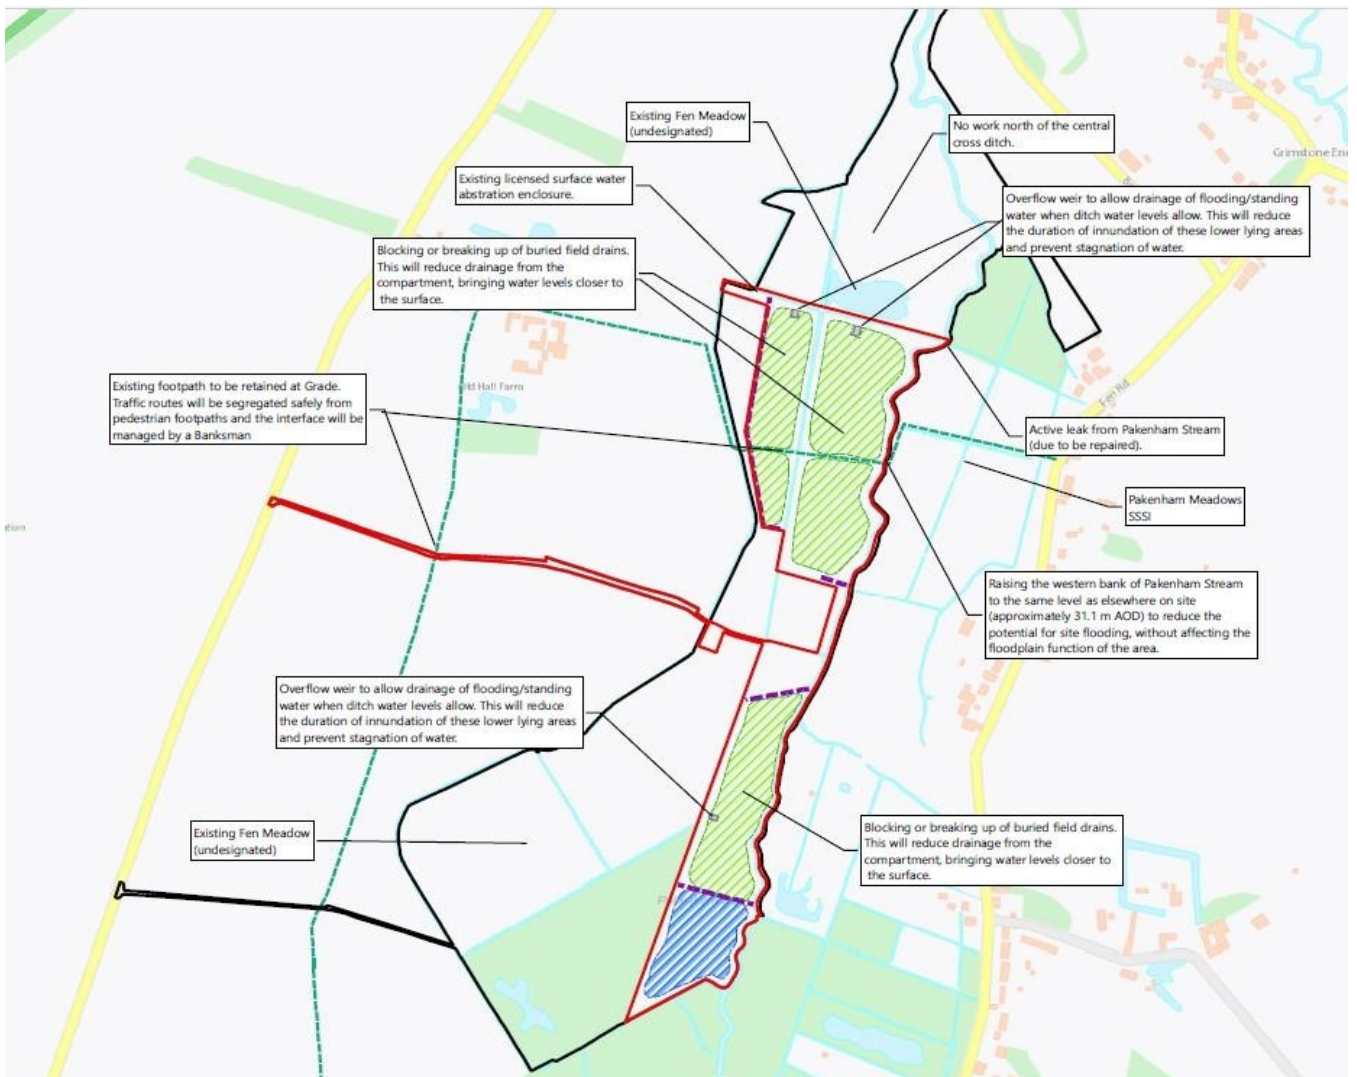 Existing Fen Meadow
(undesignated)
No work north of the central
cross ditch.
Grimstone En
Existing licensed surface water
abstration enclosure.
Overflow weir to allow drainage of flooding/standing
water when ditch water levels allow. This will reduce
the duration of innundation of these lower lying areas
and prevent stagnation of water.
Blocking or breaking up of buried field drains.
This will reduce drainage from the
compartment, bringing water levels closer to
the surface.
Existing footpath to be retained at Grade.
Traffic routes will be segregated safely from
pedestrian footpaths and the interface will be
managed by a Banksman
ld Hall Farm
Fen Rd
Active leak from Pakenham Stream
(due to be repaired).
Pakenham Meadows
SSSI
Raising the western bank of Pakenham Stream
to the same level as elsewhere on site
(approximately 31.1 m AOD) to reduce the
potential for site flooding, without affecting the
floodplain function of the area.
Overflow weir to allow drainage of flooding/standing
water when ditch water levels allow. This will reduce
the duration of innundation of these lower lying areas
and prevent stagnation of water.
Existing Fen Meadow
(undesignated)
Blocking or breaking up of buried field drains.
This will reduce drainage from the
compartment, bringing water levels closer to
the surface.